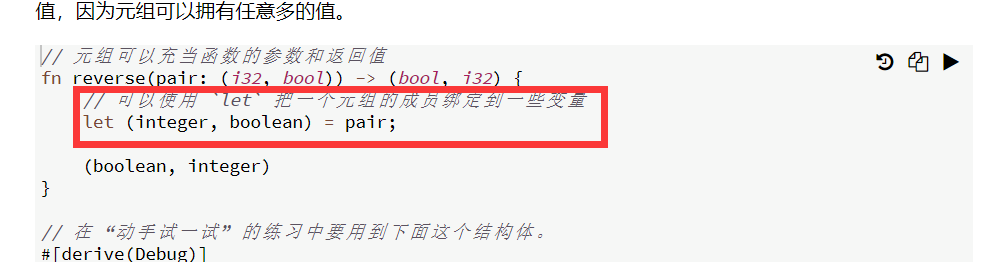 值，因为元组可以拥有任意多的值。
// 元组可以充当函数的参数和返回值
fn reverse(pair: (i32, bool)) -> (bool, i32) {
// 可以使用 `let` 把一个元组的成员绑定到一些变量
let (integer, boolean) = pair;
(boolean, integer)
}
// 在“动手试一试”的练习中要用到下面这个结构体。
#[derive(Debug)]